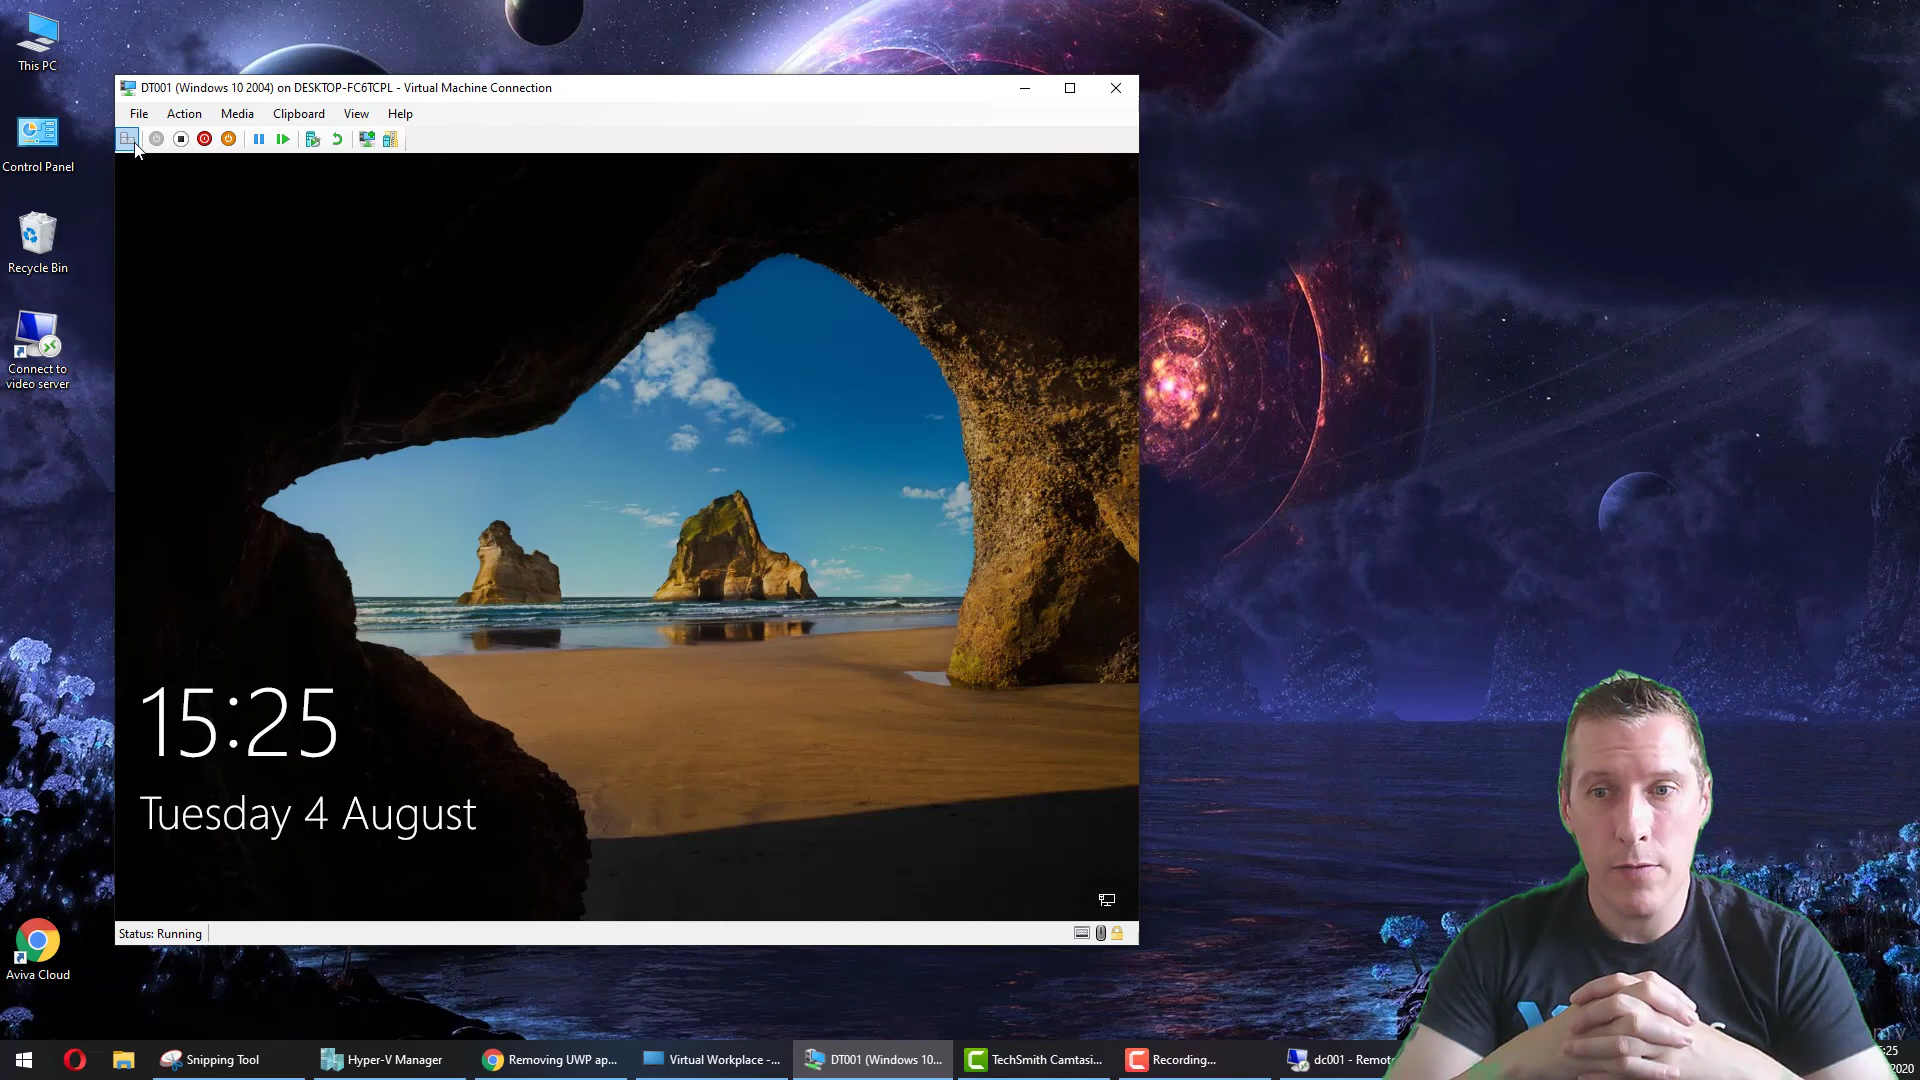 This PC
Control Panel
Recycle Bin
Connect to
video server
Aviva Cloud
DT001 (Windows 10 2004) on DESKTOP-FC6TCPL - Virtual Machine Connection
File Action Media Clipboard View Help
15:25
Tuesday 4 August
Status: Running
Snipping Tool
Hyper-V Manager
Removing UWP ap...
Virtual Workplace -...
DT001 (Windows 10...
TechSmith Camtasi...
Recording...
dc001 - Remot
:25
2020